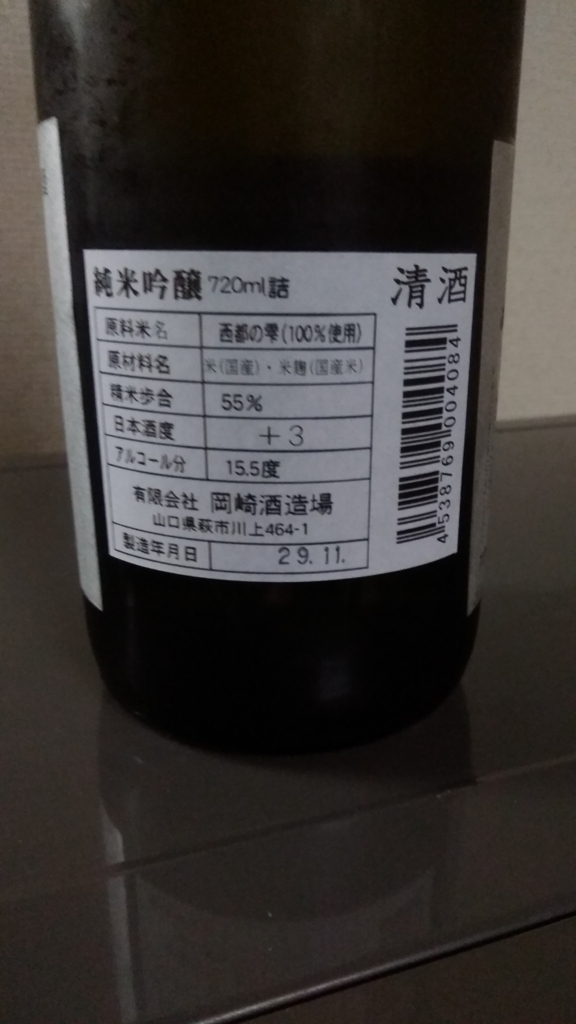 純米吟醸 720ml詰 清酒
原料米名 西都の雫(100%使用)
原材料名 米(国産)・米麹(国産米)
精米歩合 55%
日本酒度 +3
アルコール分 15.5度
有限会社 岡崎酒造場
山口県萩市川上464-1
製造年月日 29.11.
4538769004084